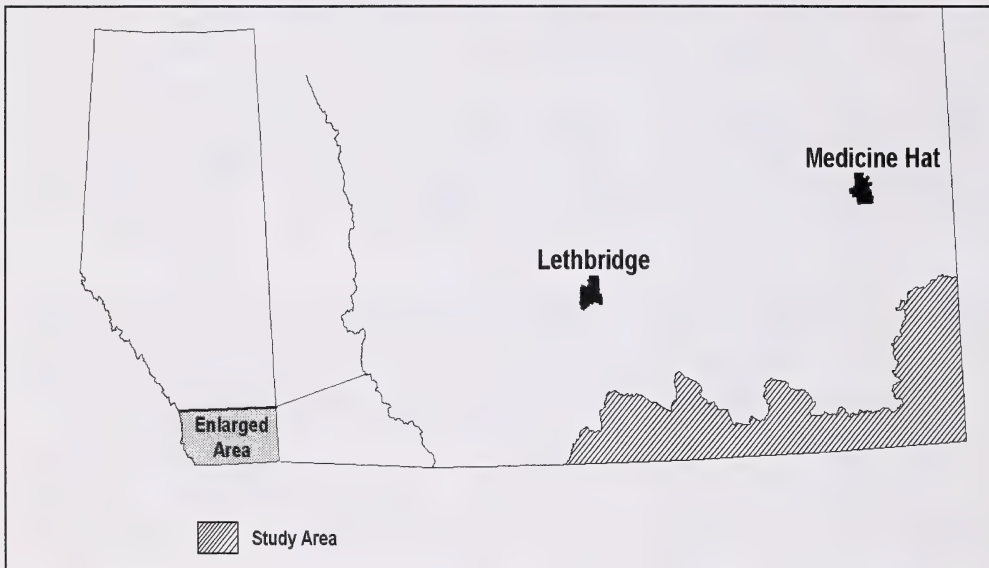 Medicine Hat
Lethbridge
Enlarged
Area
Study Area